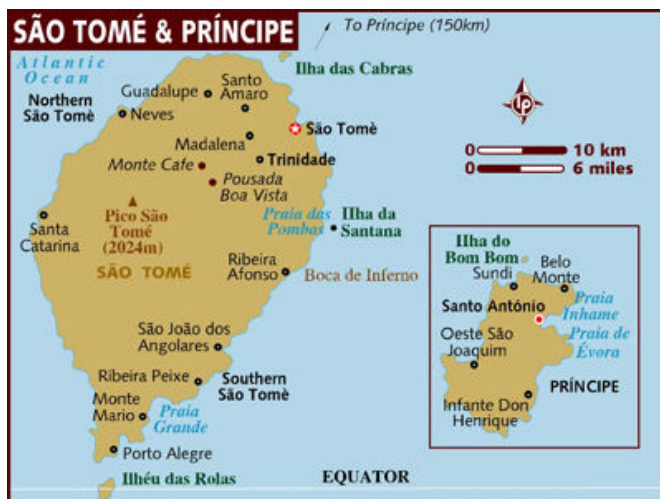 SÃO TOMÉ & PRÍNCIPE
To Príncipe (150km)
Atlantic
Ocean
Ilha das Cabras
Guadalupe
Santo
Amaro
Northern
São Tomè
Neves
São Tomè
Madalena
Trinidade
Monte Cafe
Pousada
Boa Vista
lp
0 10 km
0 6 miles
Pico São
Tomé
(2024m)
Praia das
Pombas
Ilha da
Santana
Santa
Catarina
SÃO TOMÉ
Ribeira
Afonso
Boca de Inferno
São João dos
Angolares
Ribeira Peixe
Southern
São Tomè
Monte
Mario
Praia
Grande
Porto Alegre
Ilhéu das Rolas
EQUATOR
Ilha do
Bom Bom
Sundi
Belo
Monte
Santo António
Praia
Inhame
Oeste São
Joaquim
Praia de
Évora
PRÍNCIPE
Infante Don
Henrique